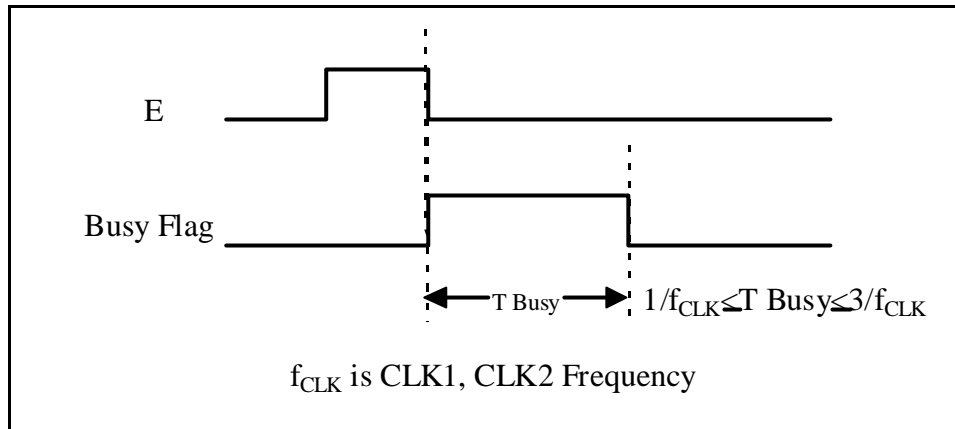 E
Busy Flag
T Busy
1/fCLK≤T Busy≤3/fCLK
fCLK is CLK1, CLK2 Frequency